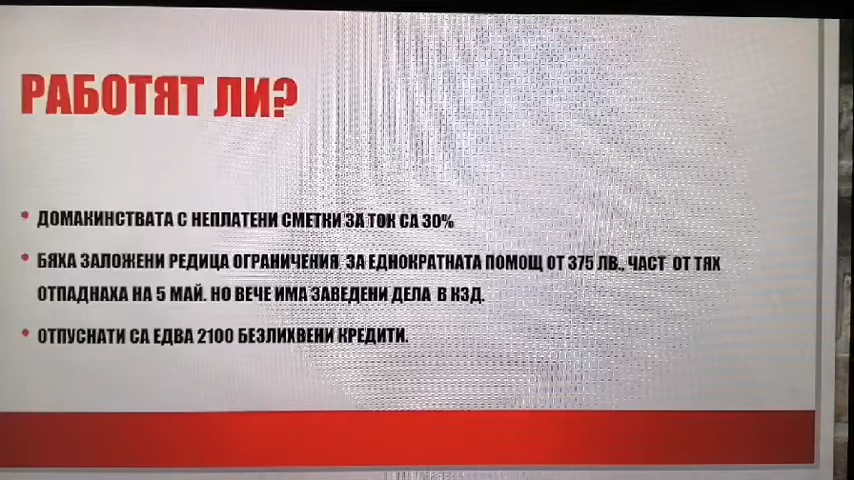 РАБОТЯТ ЛИ?
• ДОМАКИНСТВАТА С НЕПЛАТЕНИ СМЕТКИ ЗА ТОК СА 30%
• БЯХА ЗАЛОЖЕНИ РЕДИЦА ОГРАНИЧЕНИЯ ЗА ЕДНОКРАТНАТА ПОМОЩ ОТ 375 ЛВ., ЧАСТ ОТ ТЯХ
ОТПАДНАХА НА 5 МАЙ. НО ВЕЧЕ ИМА ЗАВЕДЕНИ ДЕЛА В КЗД.
• ОТПУСНАТИ СА ЕДВА 2100 БЕЗЛИХВЕНИ КРЕДИТИ.